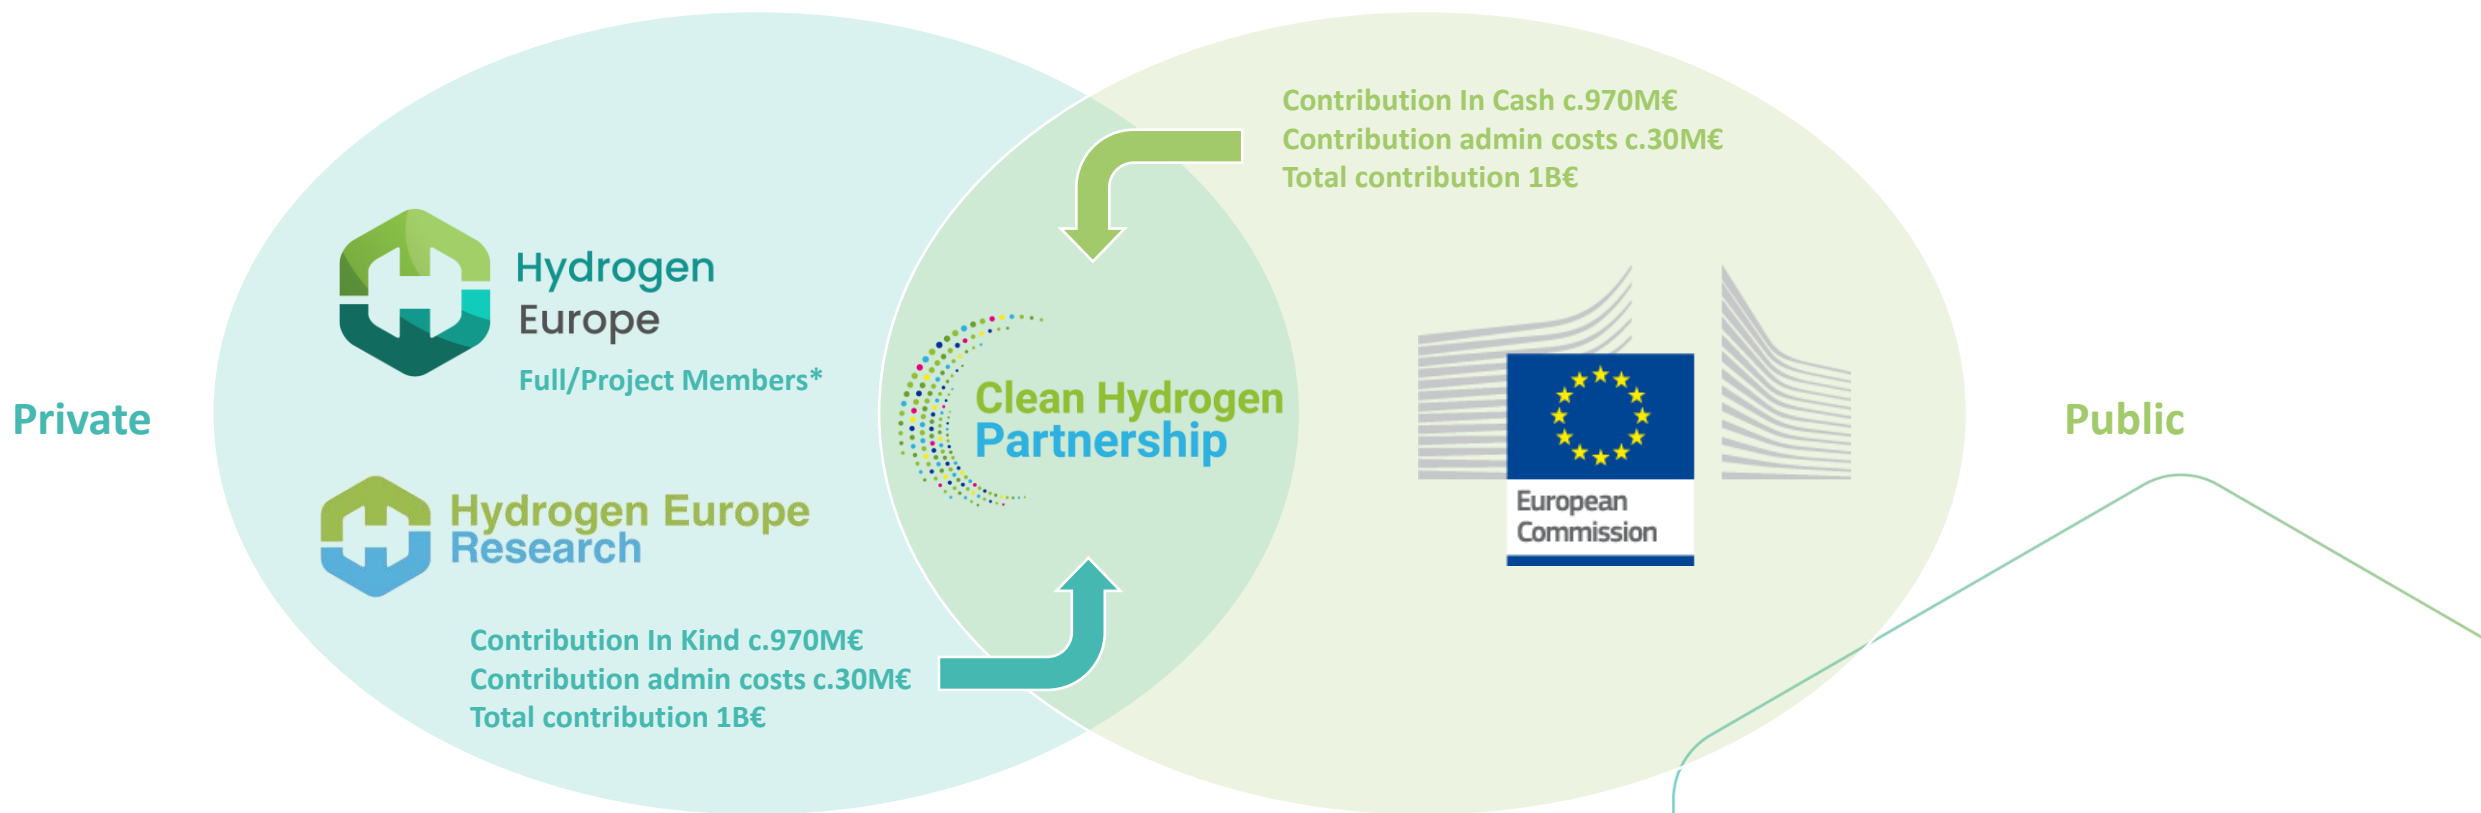 Contribution In Cash c.970M€
Contribution admin costs c.30M€
Total contribution 1B€
Hydrogen
Europe
Full/Project Members*
Private
Clean Hydrogen
Partnership
Public
European
Commission
Hydrogen Europe
Research
Contribution In Kind c.970M€
Contribution admin costs c.30M€
Total contribution 1B€